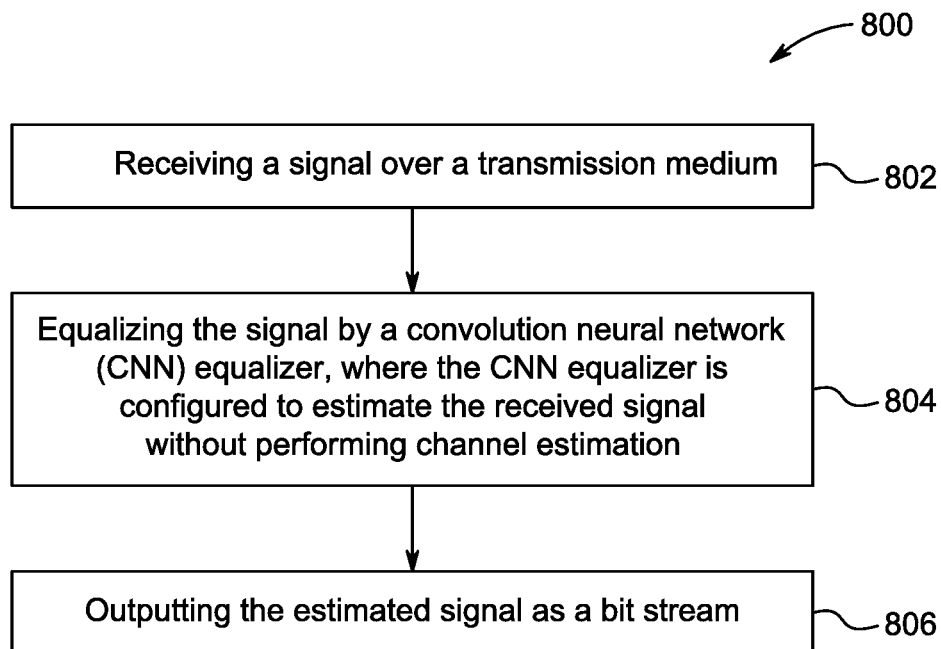 800
Receiving a signal over a transmission medium
802
Equalizing the signal by a convolution neural network
(CNN) equalizer, where the CNN equalizer is
configured to estimate the received signal
without performing channel estimation
804
Outputting the estimated signal as a bit stream
806